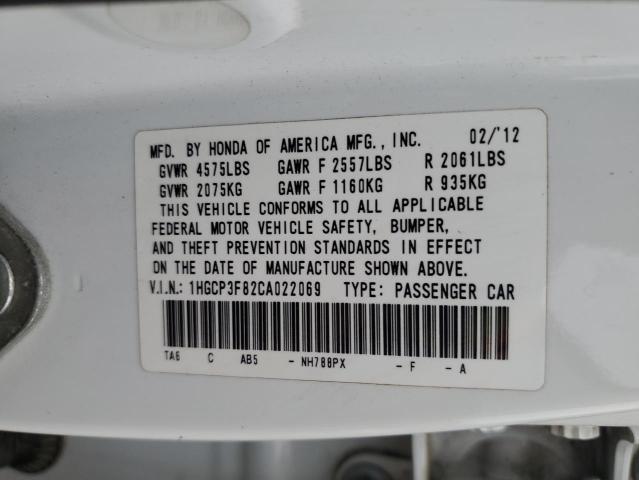 MFD. BY HONDA OF AMERICA MFG., INC. 02/'12
GVWR 4575LBS GAWR F 2557LBS R 2061LBS
GVWR 2075KG GAWR F 1160KG R 935KG
THIS VEHICLE CONFORMS TO ALL APPLICABLE
FEDERAL MOTOR VEHICLE SAFETY, BUMPER,
AND THEFT PREVENTION STANDARDS IN EFFECT
ON THE DATE OF MANUFACTURE SHOWN ABOVE.
V.I.N.: 1HGCP3F82CA022069 TYPE: PASSENGER CAR
TA6 C AB5 - NH788PX - F - A